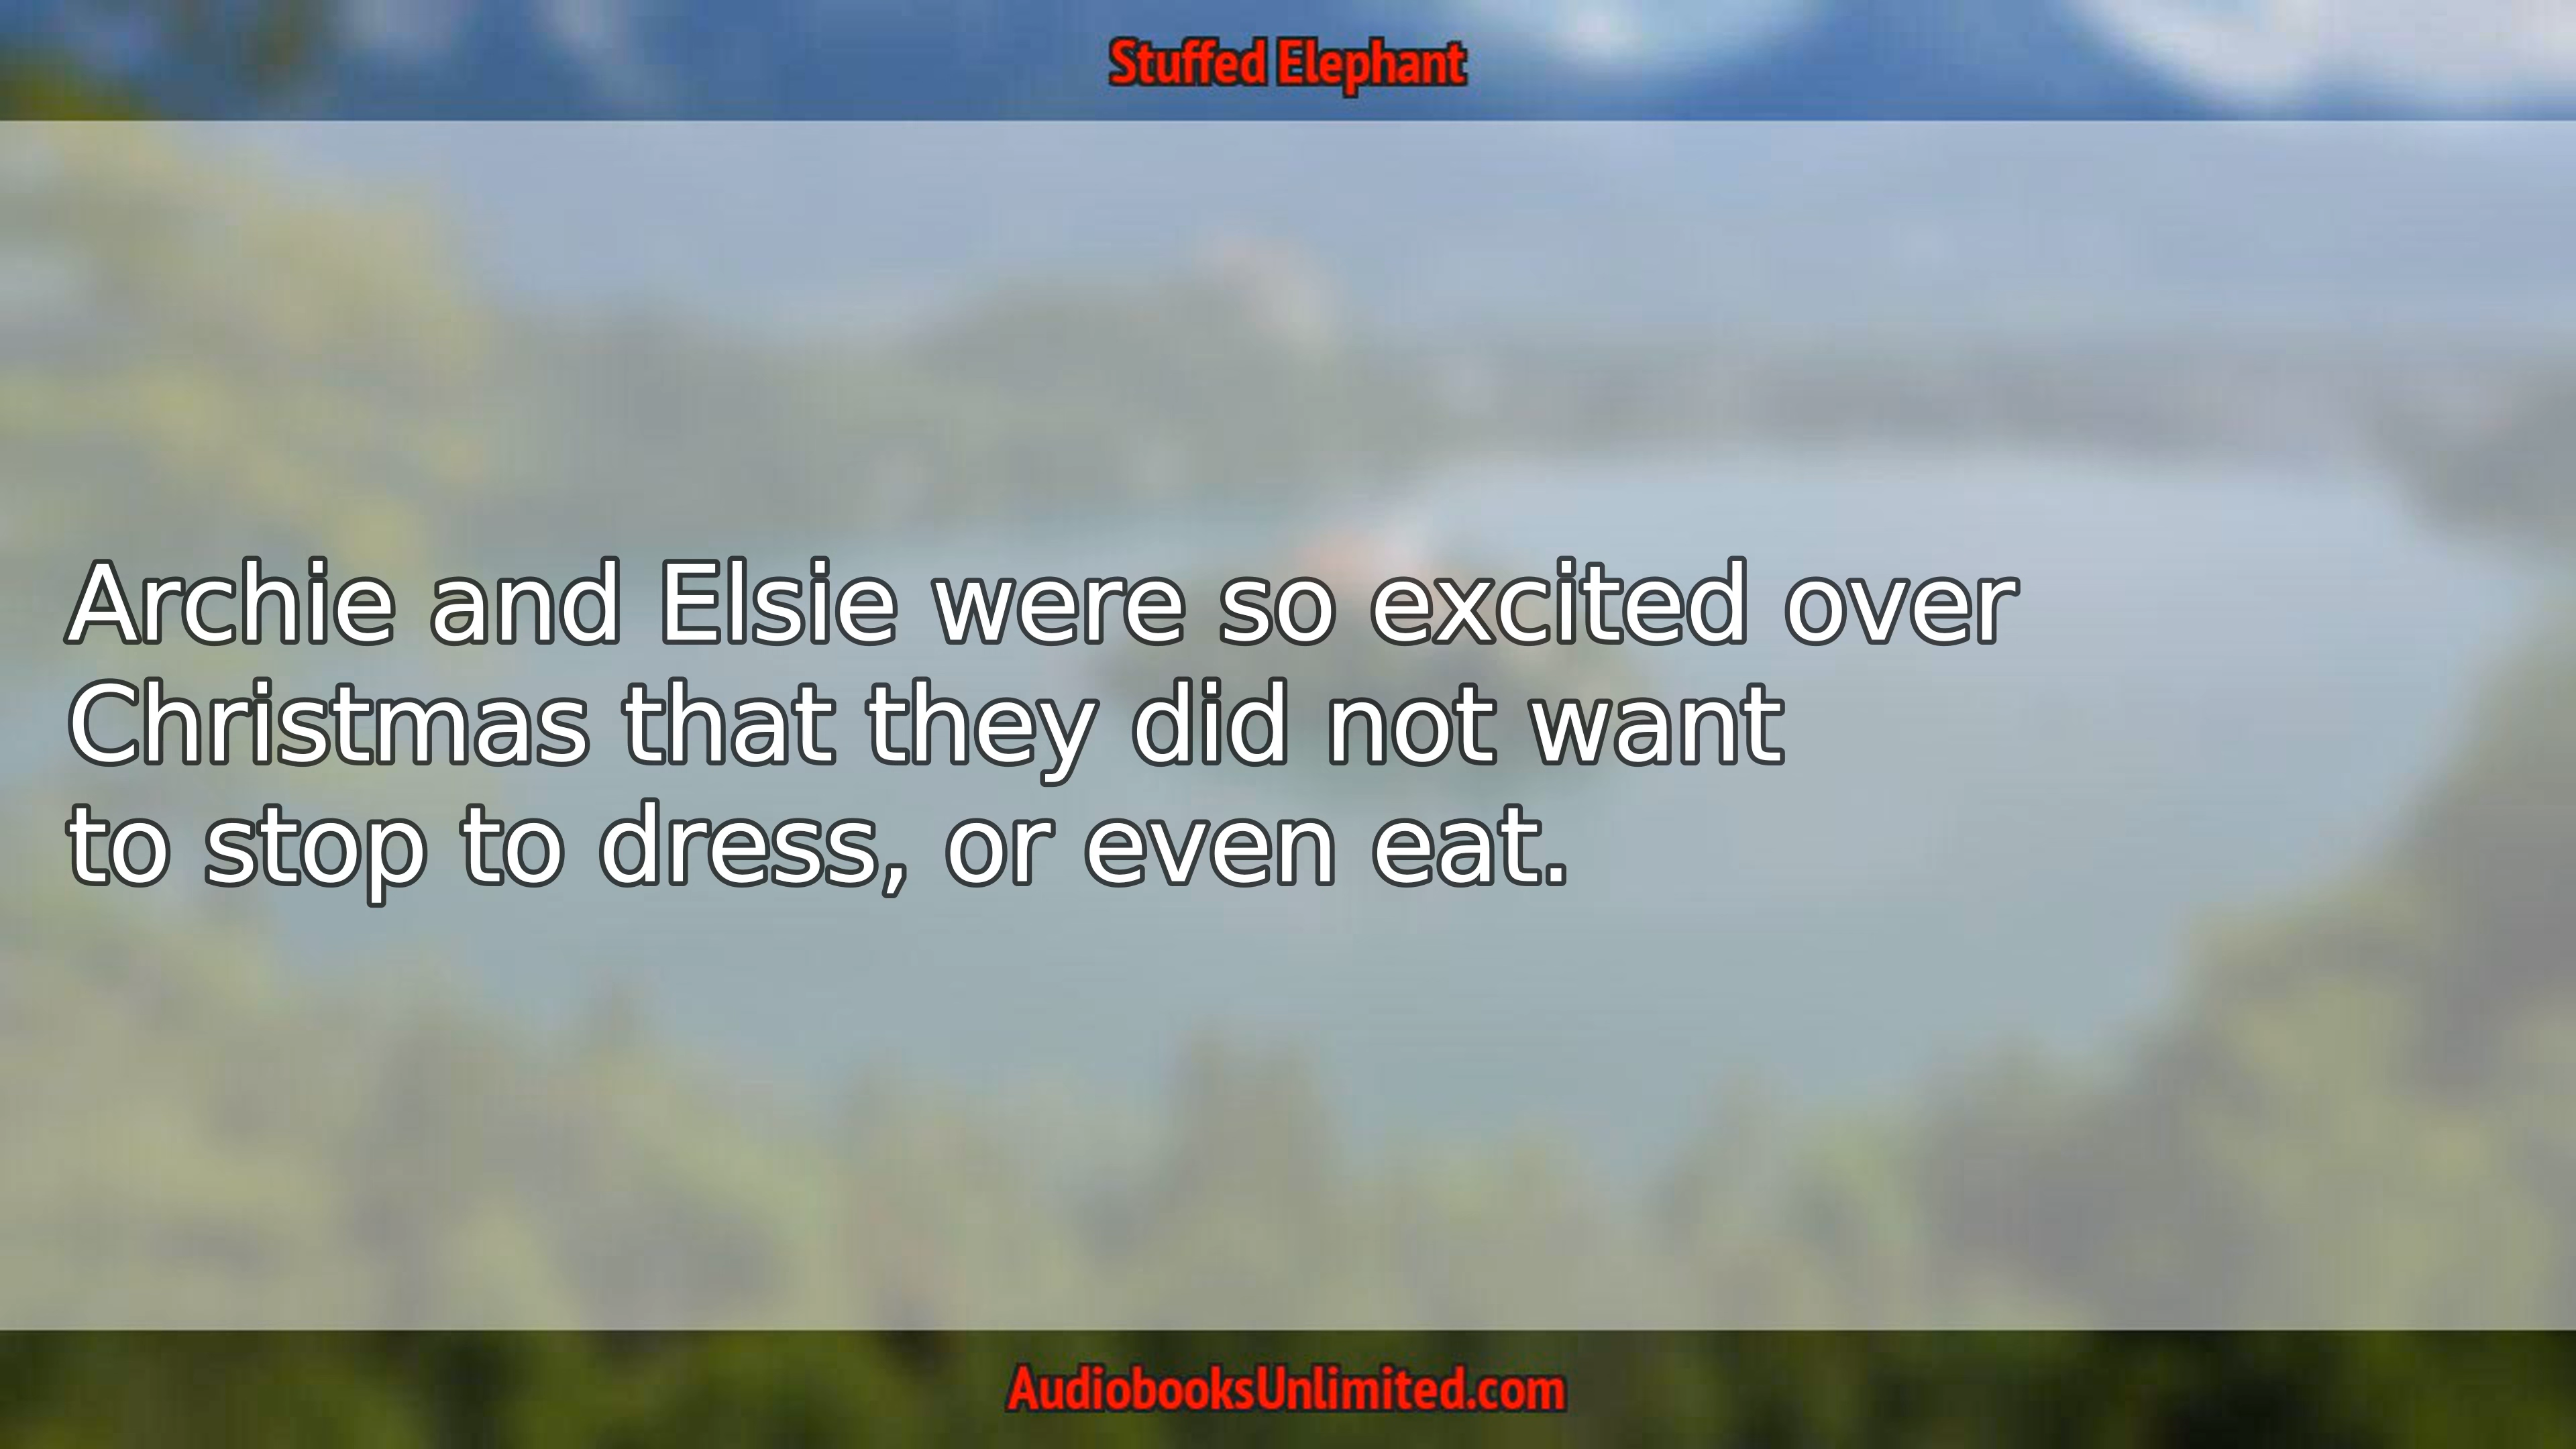 Stuffed Elephant
Archie and Elsie were so excited over
Christmas that they did not want
to stop to dress, or even eat.
AudiobooksUnlimited.com